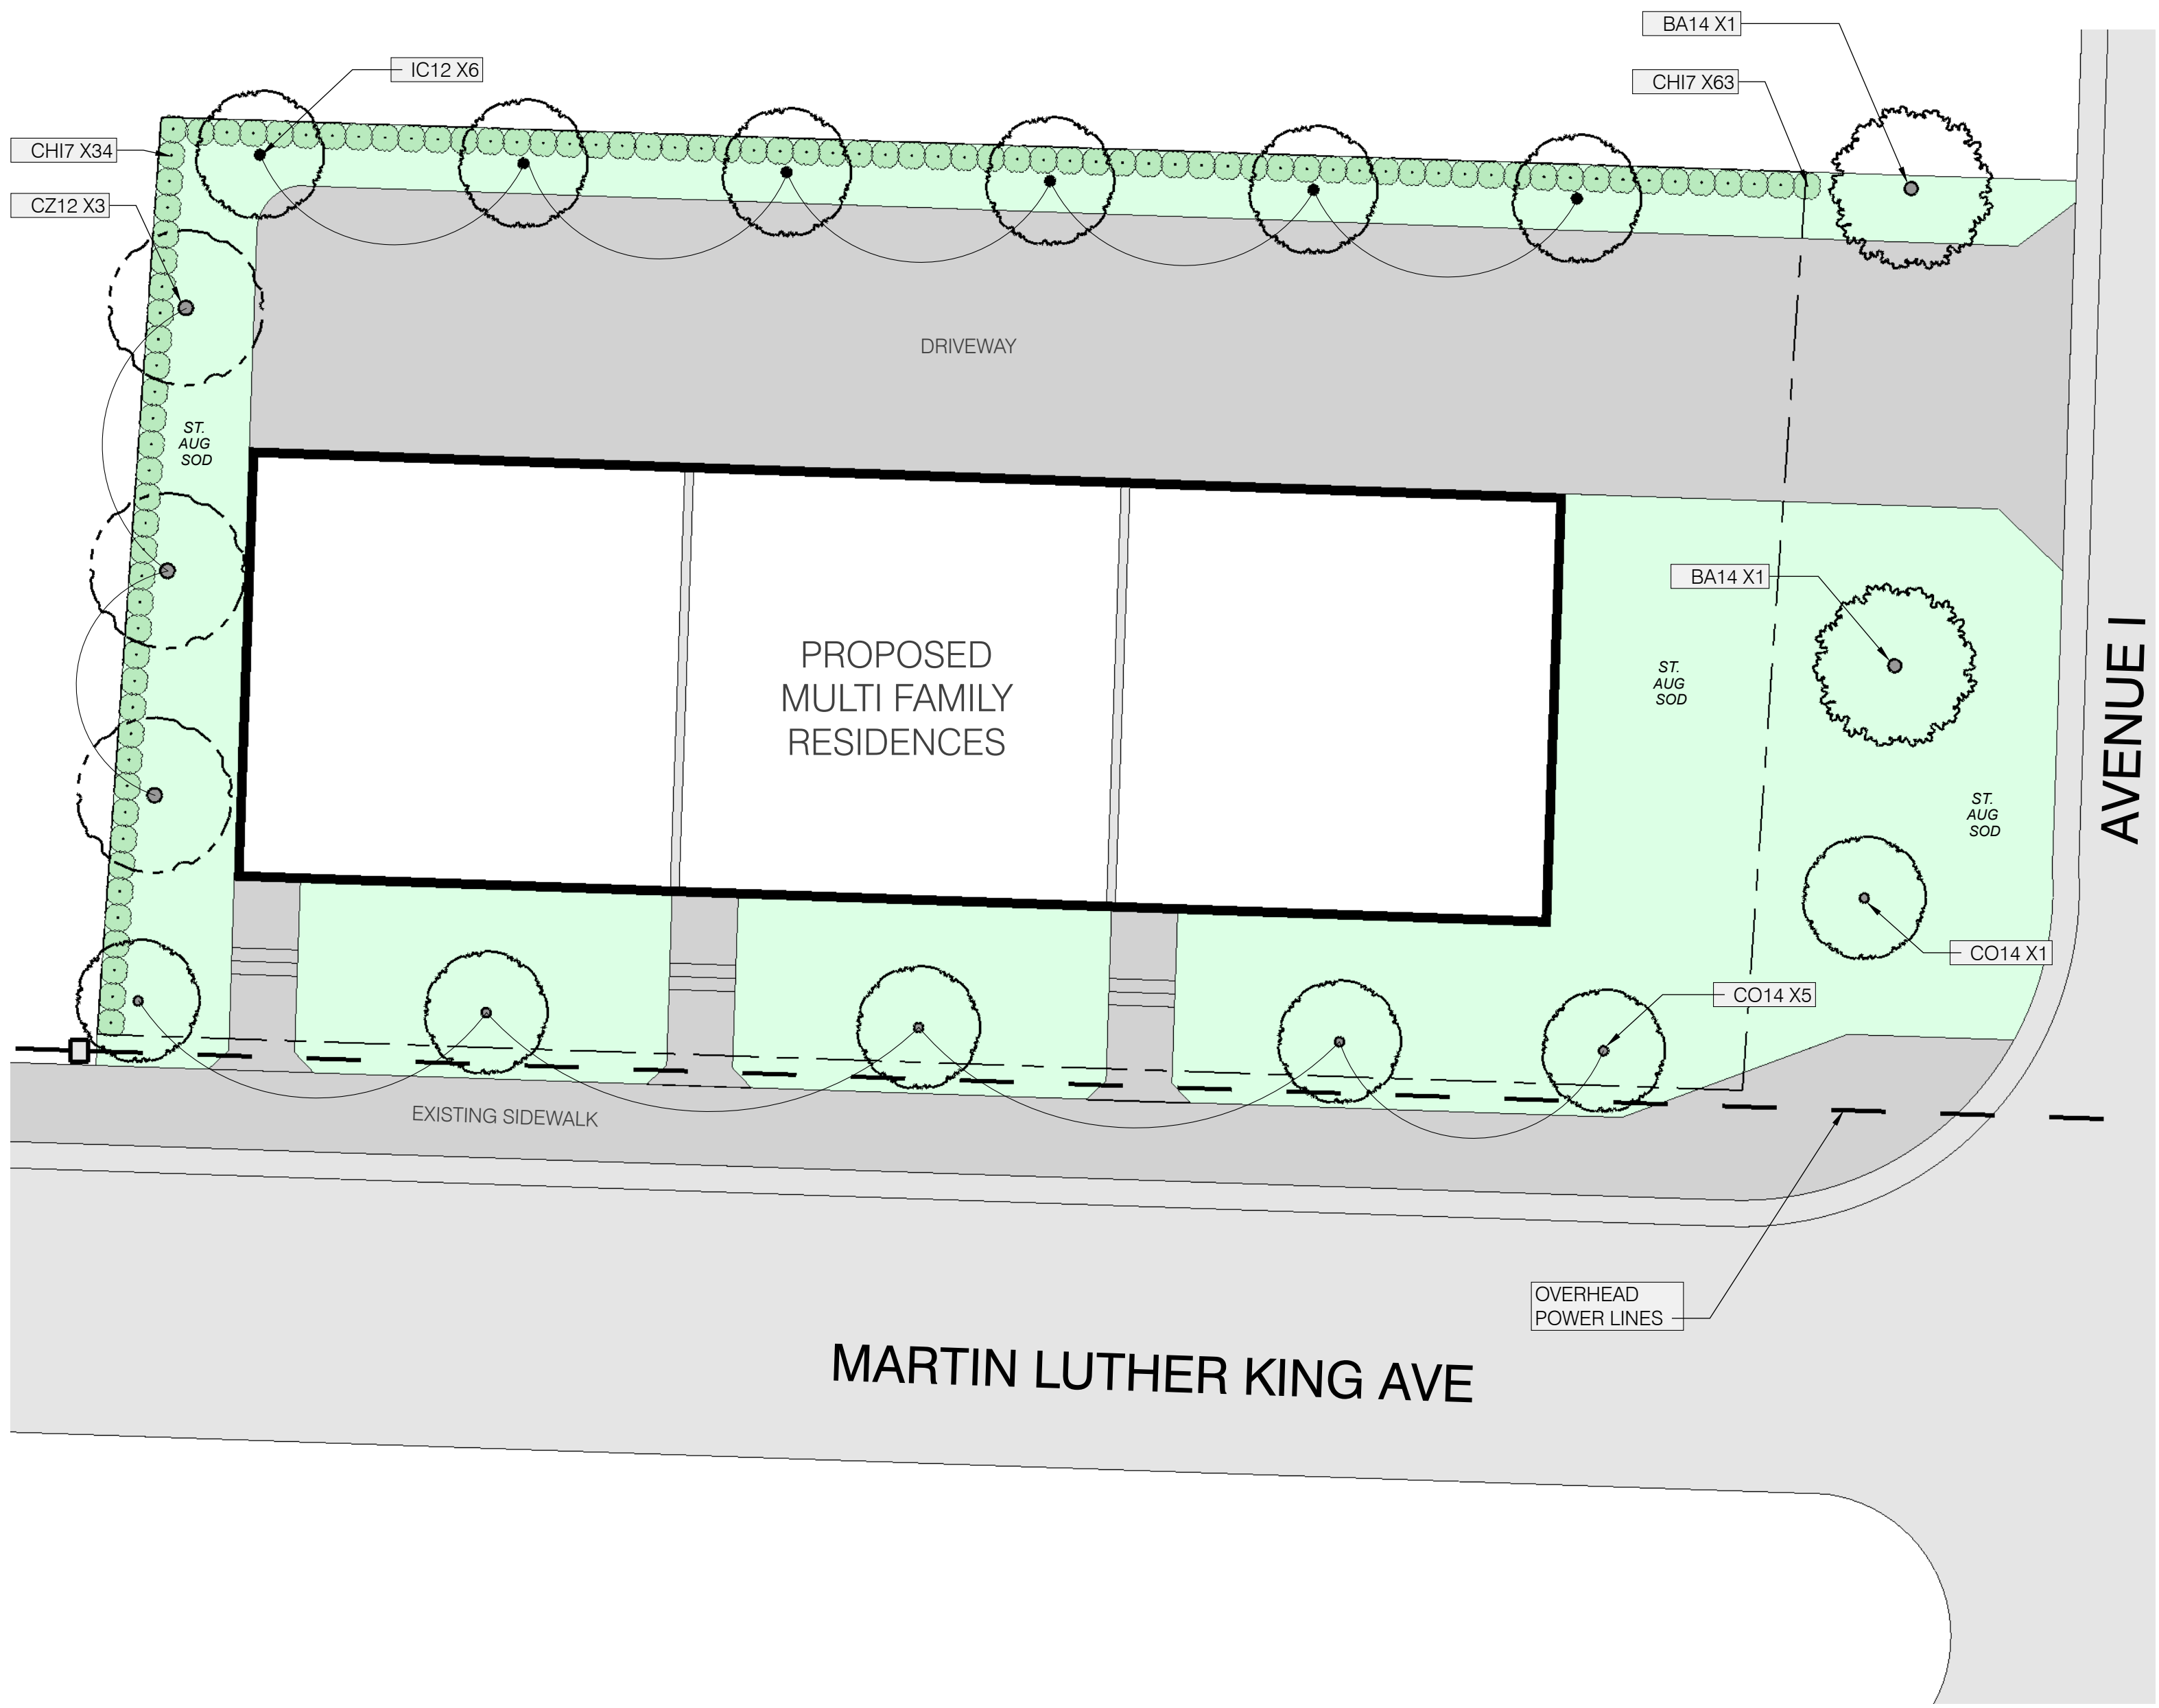 BA14 X1
IC12 X6
CHI7 X63
CHI7 X34
CZ12 X3
DRIVEWAY
ST.
AUG
SOD
BA14 X1
PROPOSED
MULTI FAMILY
RESIDENCES
ST.
AUG
SOD
AVENUE I
ST.
AUG
SOD
CO14 X1
CO14 X5
EXISTING SIDEWALK
OVERHEAD
POWER LINES
MARTIN LUTHER KING AVE